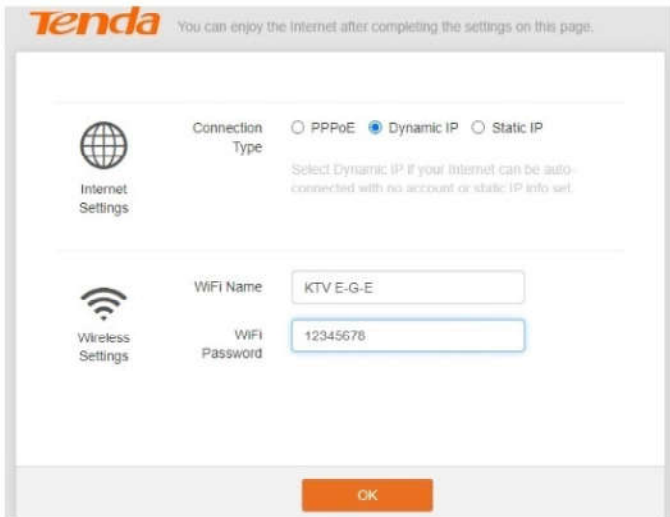 Tenda You can enjoy the Internet after completing the settings on this page.
Connection Type
PPPoE Dynamic IP Static IP
Select Dynamic IP if your Internet can be auto-
connected with no account or static IP info set.
Internet
Settings
WiFi Name
KTV E-G-E
WiFi
Password
12345678
Wireless
Settings
OK